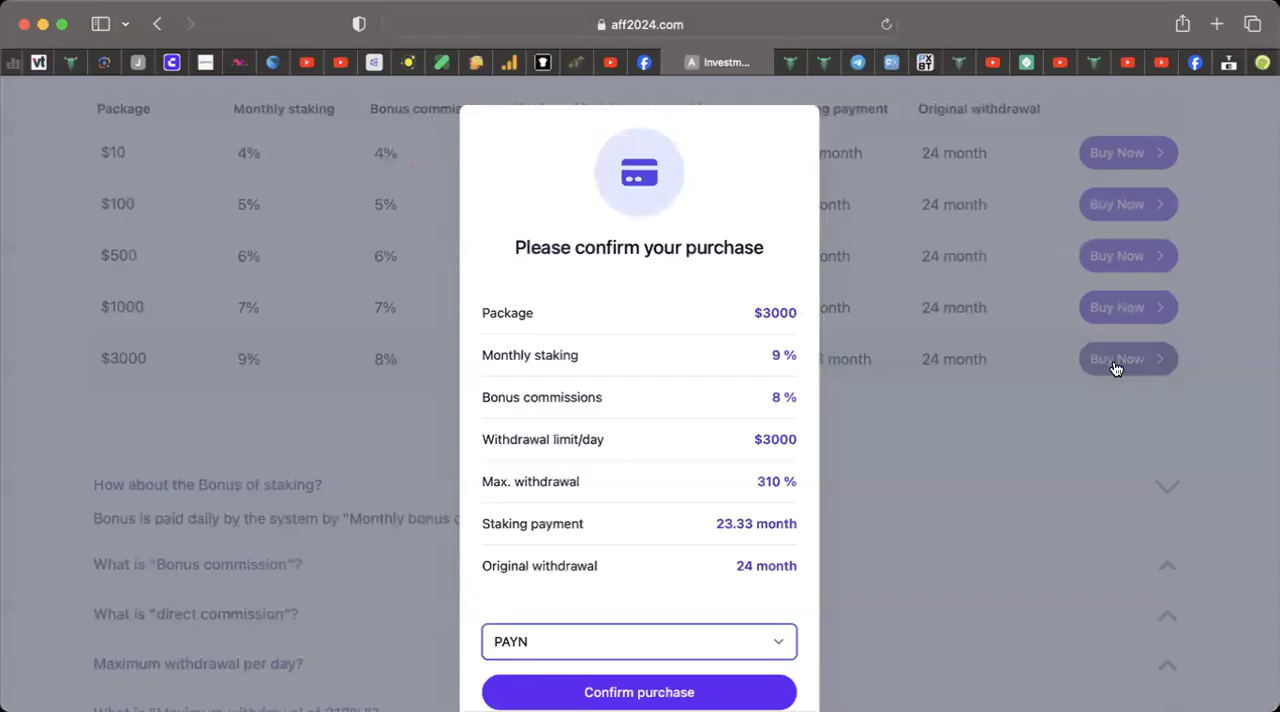 aff2024.com
Investm...
Package Monthly staking Bonus commis payment Original withdrawal
$10 4% 4% month 24 month Buy Now
$100 5% 5% onth 24 month Buy Now
$500 6% 6% onth 24 month Buy Now
$1000 7% 7% onth 24 month Buy Now
$3000 9% 8% month 24 month Buy Now
Please confirm your purchase
Package $3000
Monthly staking 9 %
Bonus commissions 8 %
Withdrawal limit/day $3000
Max. withdrawal 310 %
Staking payment 23.33 month
Original withdrawal 24 month
PAYN
Confirm purchase
How about the Bonus of staking?
Bonus is paid daily by the system by "Monthly bonus
What is "Bonus commission"?
What is "direct commission"?
Maximum withdrawal per day?